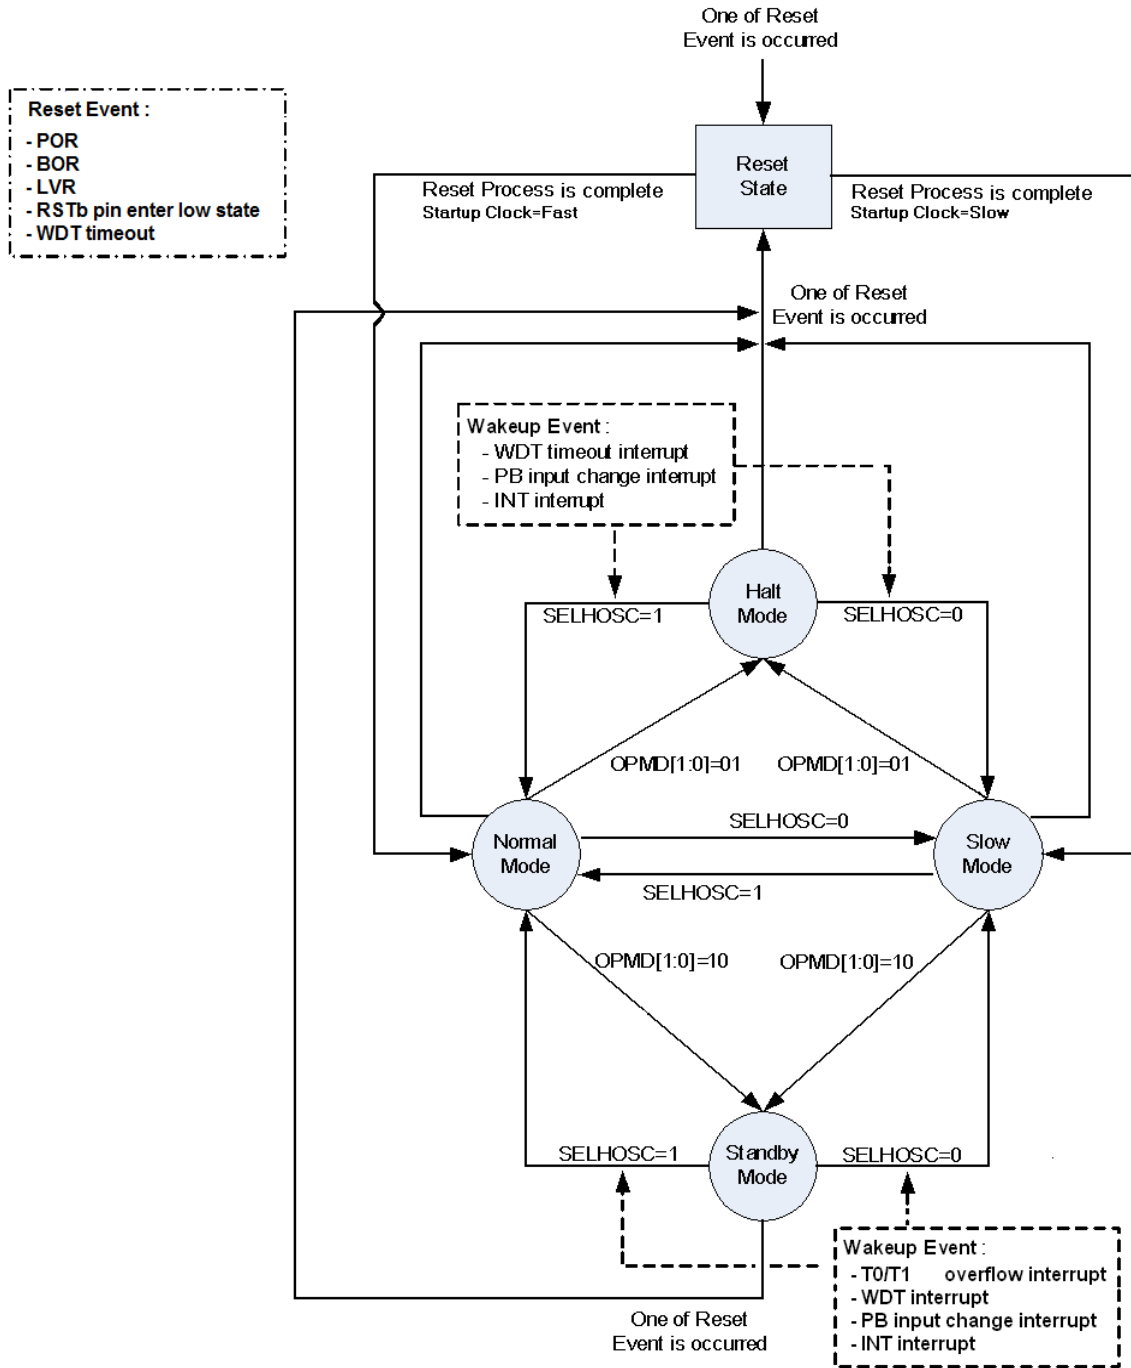 One of Reset
Event is occurred
Reset Event :
- POR
- BOR
- LVR
- RSTb pin enter low state
- WDT timeout
Reset
State
Reset Process is complete
Startup Clock=Fast
Reset Process is complete
Startup Clock=Slow
One of Reset
Event is occurred
Wakeup Event :
- WDT timeout interrupt
- PB input change interrupt
- INT interrupt
Halt
Mode
SELHOSC=1
SELHOSC=0
OPMD[1:0]=01
OPMD[1:0]=01
SELHOSC=0
Normal
Mode
Slow
Mode
SELHOSC=1
OPMD[1:0]=10
OPMD[1:0]=10
SELHOSC=1
Standby
Mode
SELHOSC=0
Wakeup Event :
- T0/T1 overflow interrupt
- WDT interrupt
- PB input change interrupt
- INT interrupt
One of Reset
Event is occurred